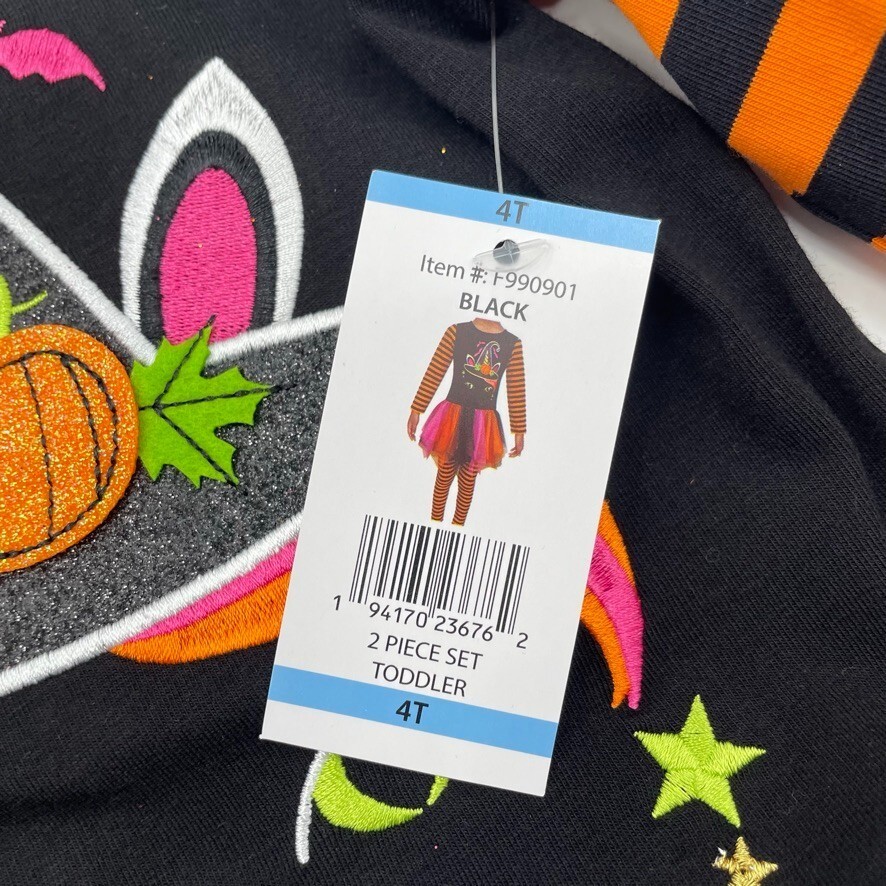 4T
Item #: F990901
BLACK
1 94170 23676 2
2 PIECE SET
TODDLER
4T